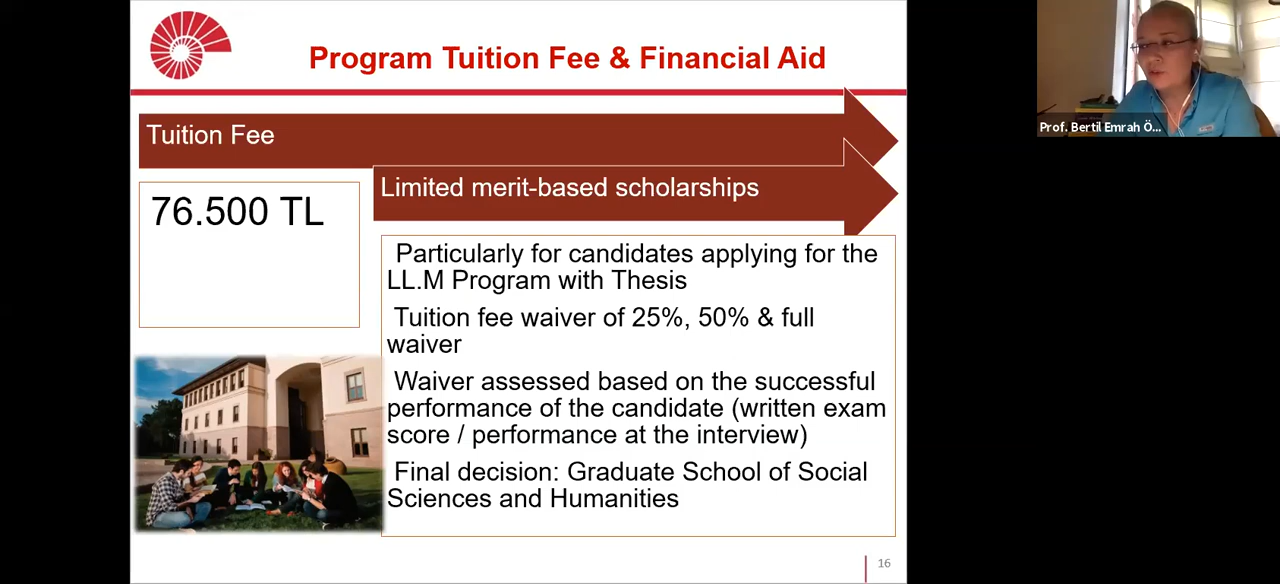 Program Tuition Fee & Financial Aid
Tuition Fee
76.500 TL
Limited merit-based scholarships
Particularly for candidates applying for the
LL.M Program with Thesis
Tuition fee waiver of 25%, 50% & full
waiver
Waiver assessed based on the successful
performance of the candidate (written exam
score / performance at the interview)
Final decision: Graduate School of Social
Sciences and Humanities
16
Prof. Bertil Emrah Ö...